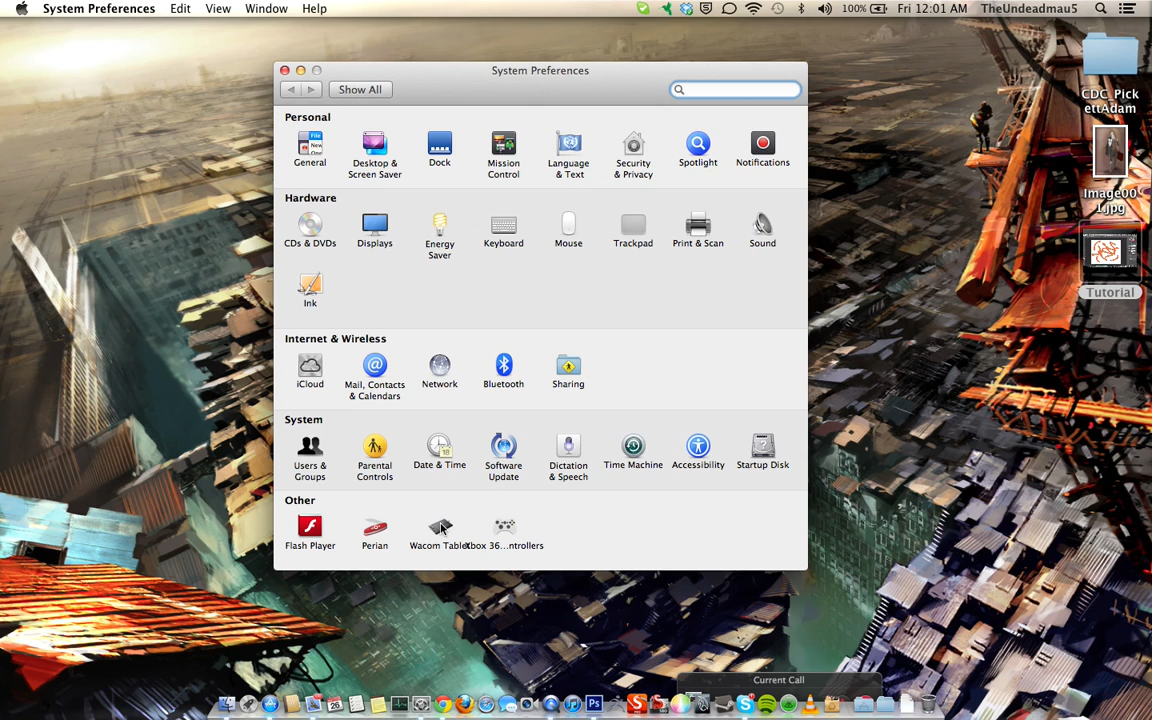 System Preferences Edit View Window Help
100% Fri 12:01 AM TheUndeadmau5
System Preferences
Show All
Personal
General
Desktop &
Screen Saver
Dock
Mission
Control
Language
& Text
Security
& Privacy
Spotlight
Notifications
Hardware
CDs & DVDs
Displays
Energy
Saver
Keyboard
Mouse
Trackpad
Print & Scan
Sound
Ink
Internet & Wireless
iCloud
Mail, Contacts
& Calendars
Network
Bluetooth
Sharing
System
Users &
Groups
Parental
Controls
Date & Time
Software
Update
Dictation
& Speech
Time Machine
Accessibility
Startup Disk
Other
Flash Player
Perian
Wacom Tablet
Xbox 36...ntrollers
CDC_Pick
ettAdam
Image00
1.jpg
Tutorial
Current Call